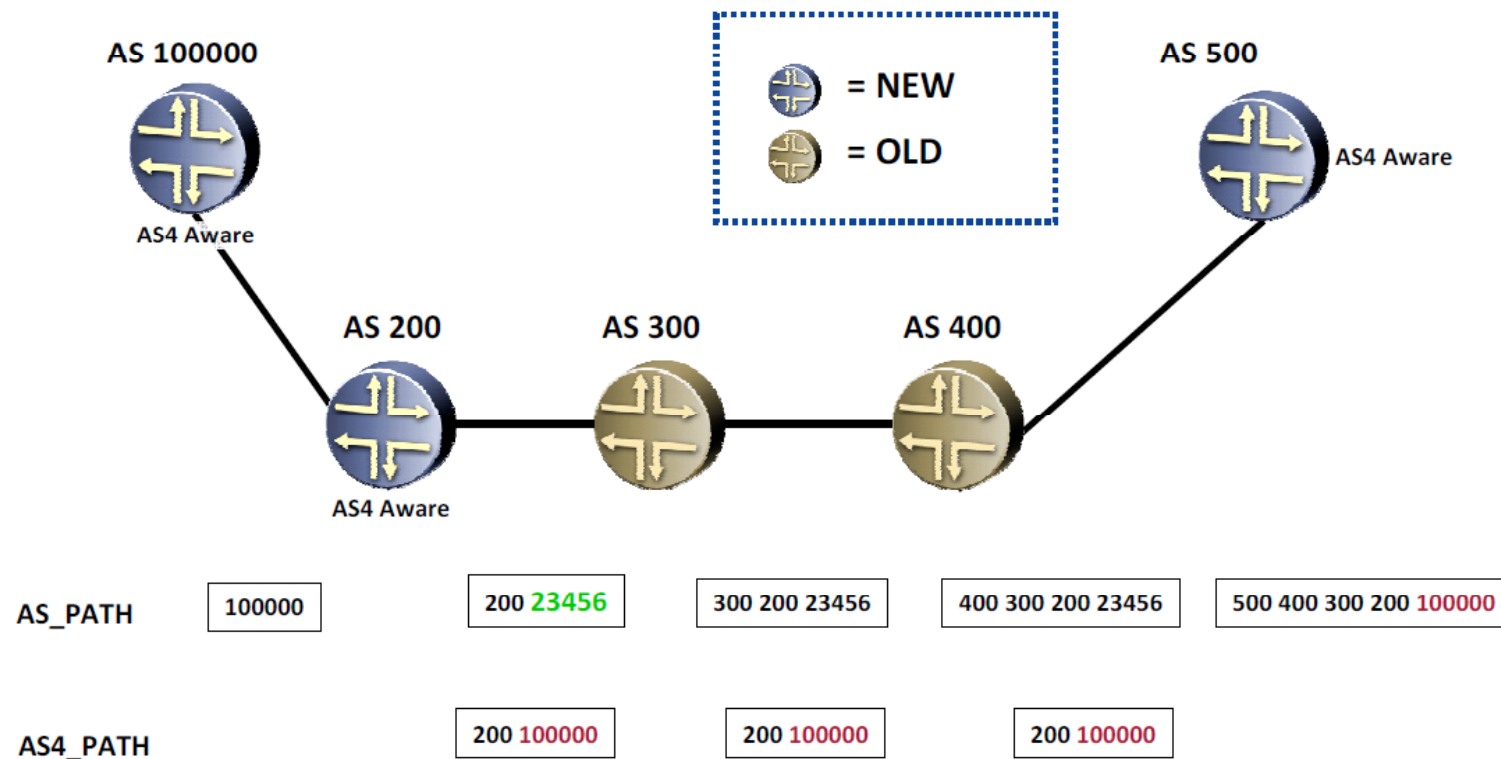 AS 100000
AS 500
= NEW
= OLD
AS4 Aware
AS4 Aware
AS 200
AS 300
AS 400
AS4 Aware
AS_PATH
100000
200 23456
300 200 23456
400 300 200 23456
500 400 300 200 100000
AS4_PATH
200 100000
200 100000
200 100000